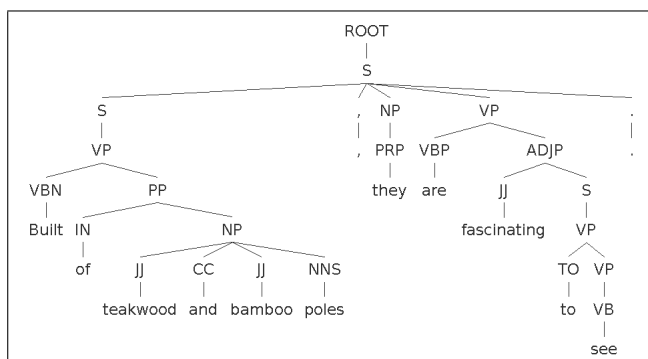 ROOT
S
S , NP VP .
VP , PRP VBP ADJP .
VBN PP they are JJ S
Built IN NP fascinating VP
of JJ CC JJ NNS TO VP
teakwood and bamboo poles to VB
see